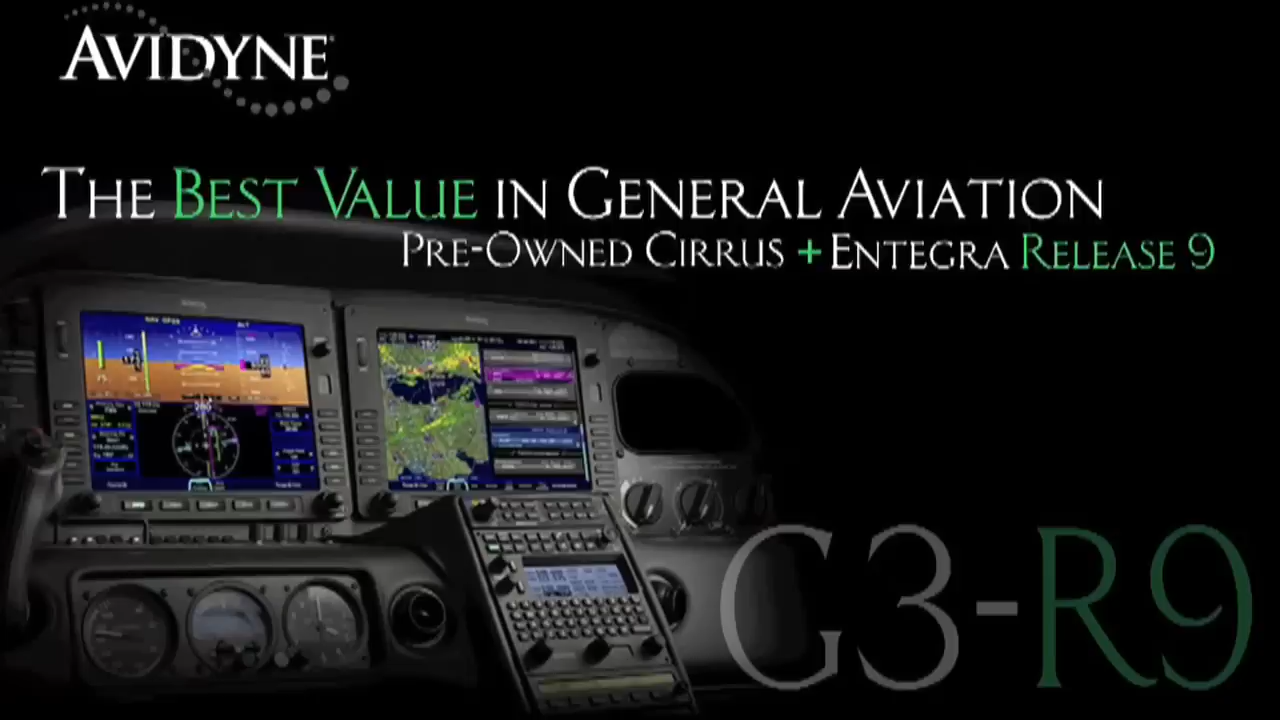 AVIDYNE
THE BEST VALUE IN GENERAL AVIATION
PRE-OWNED CIRRUS + ENTEGRA RELEASE 9
G3-R9